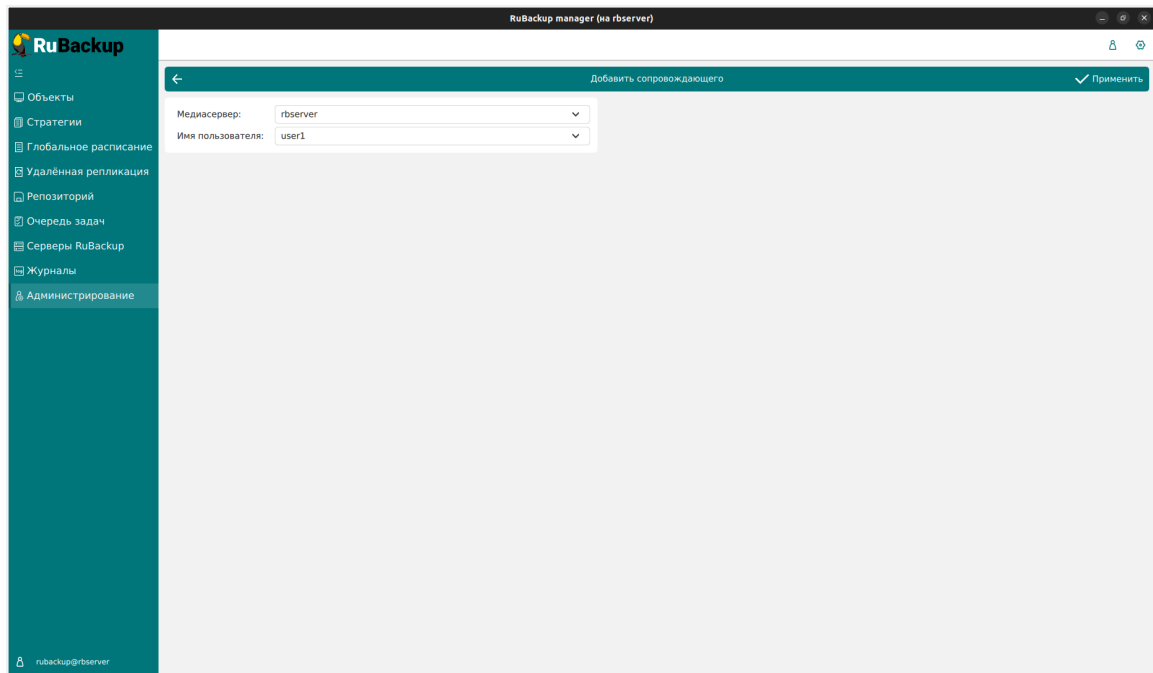 RuBackup manager (на rbserver)
RuBackup
Добавить сопровождающего
Применить
Объекты
Стратегии
Глобальное расписание
Удалённая репликация
Репозиторий
Очередь задач
Серверы RuBackup
Журналы
Администрирование
Медиасервер: rbserver
Имя пользователя: user1
rubackup@rbserver